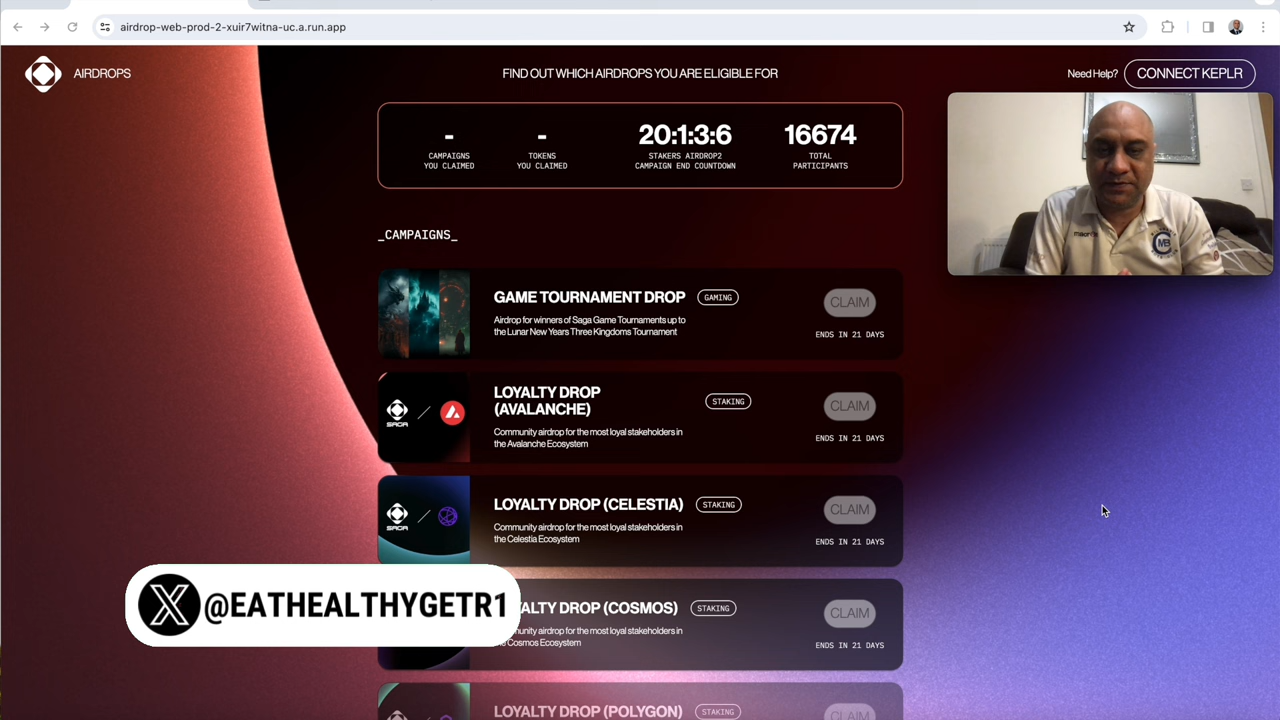 airdrop-web-prod-2-xuir7witna-uc.a.run.app
AIRDROPS
FIND OUT WHICH AIRDROPS YOU ARE ELIGIBLE FOR
Need Help?
CONNECT KEPLR
-
CAMPAIGNS
YOU CLAIMED
-
TOKENS
YOU CLAIMED
20:1:3:6
STAKERS AIRDROP2
CAMPAIGN END COUNTDOWN
16674
TOTAL
PARTICIPANTS
_CAMPAIGNS_
GAME TOURNAMENT DROP
GAMING
Airdrop for winners of Saga Game Tournaments up to
the Lunar New Years Three Kingdoms Tournament
CLAIM
ENDS IN 21 DAYS
SAGA
LOYALTY DROP
(AVALANCHE)
STAKING
Community airdrop for the most loyal stakeholders in
the Avalanche Ecosystem
CLAIM
ENDS IN 21 DAYS
SAGA
LOYALTY DROP (CELESTIA)
STAKING
Community airdrop for the most loyal stakeholders in
the Celestia Ecosystem
CLAIM
ENDS IN 21 DAYS
X @EATHEALTHYGETR1
ALTY DROP (COSMOS)
STAKING
munity airdrop for the most loyal stakeholders in
Cosmos Ecosystem
CLAIM
ENDS IN 21 DAYS
LOYALTY DROP (POLYGON)
STAKING
CLAIM